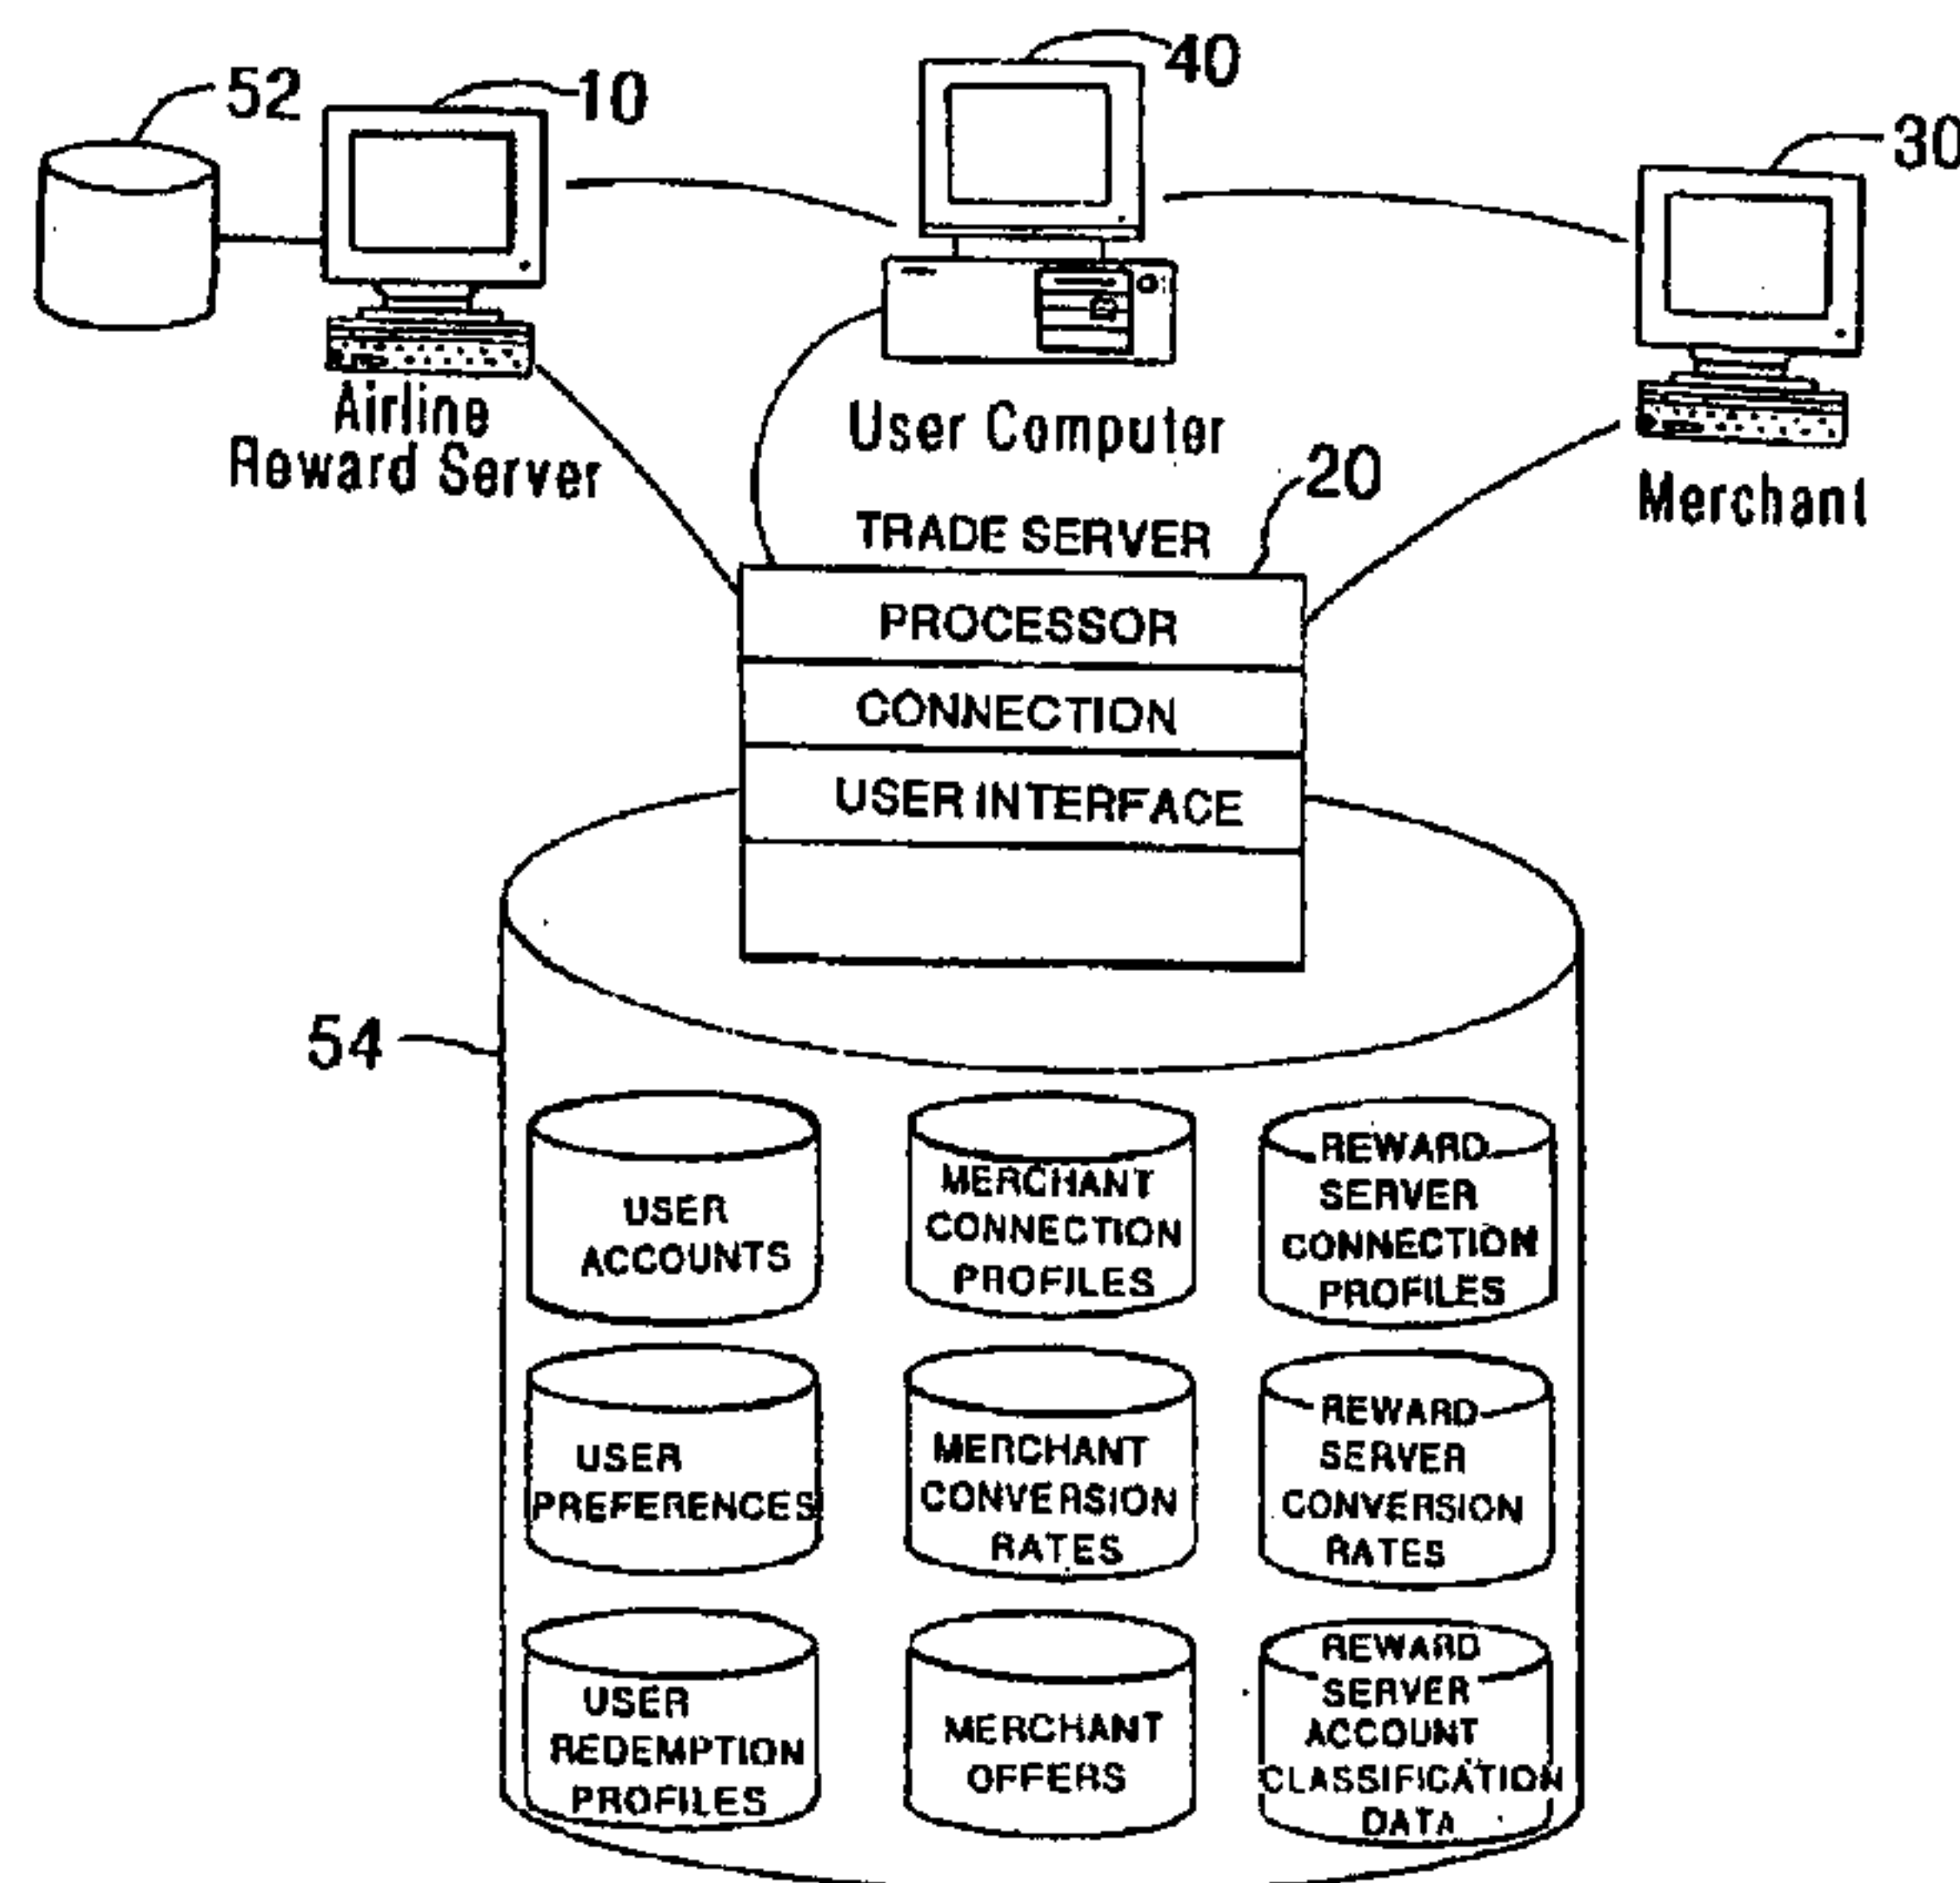 52
10
40
30
Airline
Reward Server
User Computer
Merchant
20
TRADE SERVER
PROCESSOR
CONNECTION
USER INTERFACE
54
USER
ACCOUNTS
MERCHANT
CONNECTION
PROFILES
REWARD
SERVER
CONNECTION
PROFILES
USER
PREFERENCES
MERCHANT
CONVERSION
RATES
REWARD
SERVER
CONVERSION
RATES
USER
REDEMPTION
PROFILES
MERCHANT
OFFERS
REWARD
SERVER
ACCOUNT
CLASSIFICATION
DATA